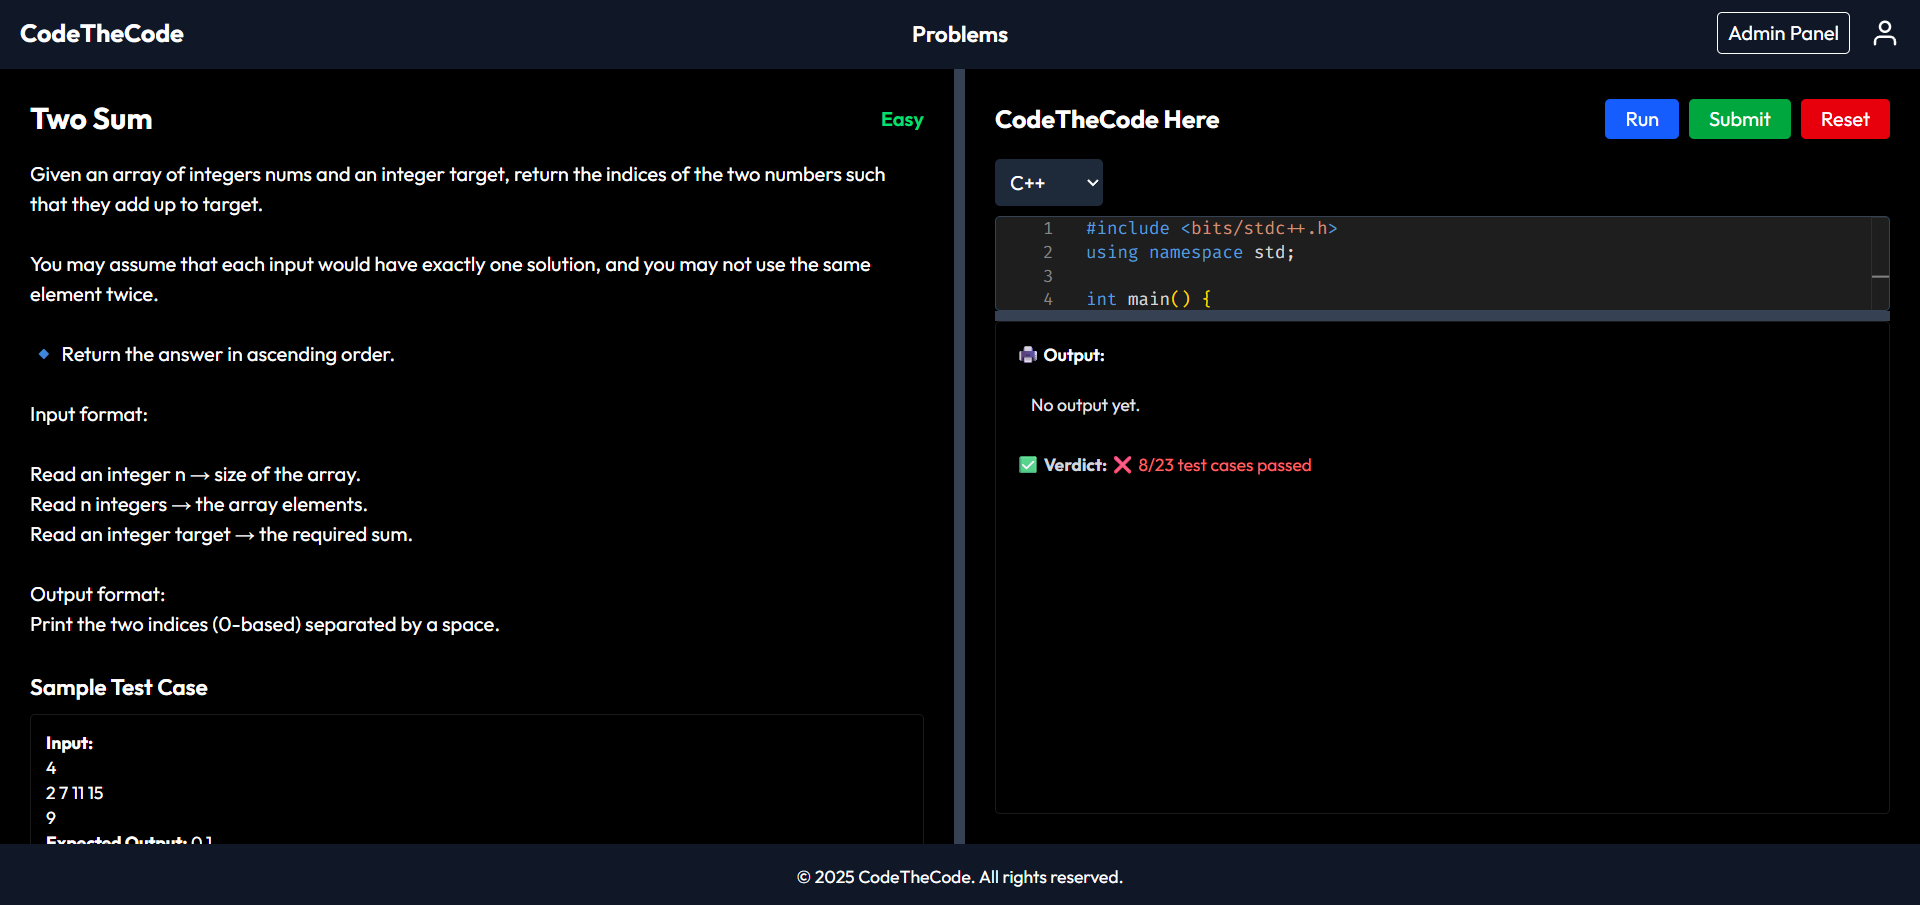 CodeTheCode
Problems
Admin Panel
Two Sum
Easy
Given an array of integers nums and an integer target, return the indices of the two numbers such
that they add up to target.
You may assume that each input would have exactly one solution, and you may not use the same
element twice.
🔹 Return the answer in ascending order.
Input format:
Read an integer n → size of the array.
Read n integers → the array elements.
Read an integer target → the required sum.
Output format:
Print the two indices (0-based) separated by a space.
Sample Test Case
Input:
4
2 7 11 15
9
Expected Output: 0 1
CodeTheCode Here
Run
Submit
Reset
C++
1 #include <bits/stdc++.h>
2 using namespace std;
3
4 int main() {
🖨️ Output:
No output yet.
✅ Verdict: ❌ 8/23 test cases passed
© 2025 CodeTheCode. All rights reserved.